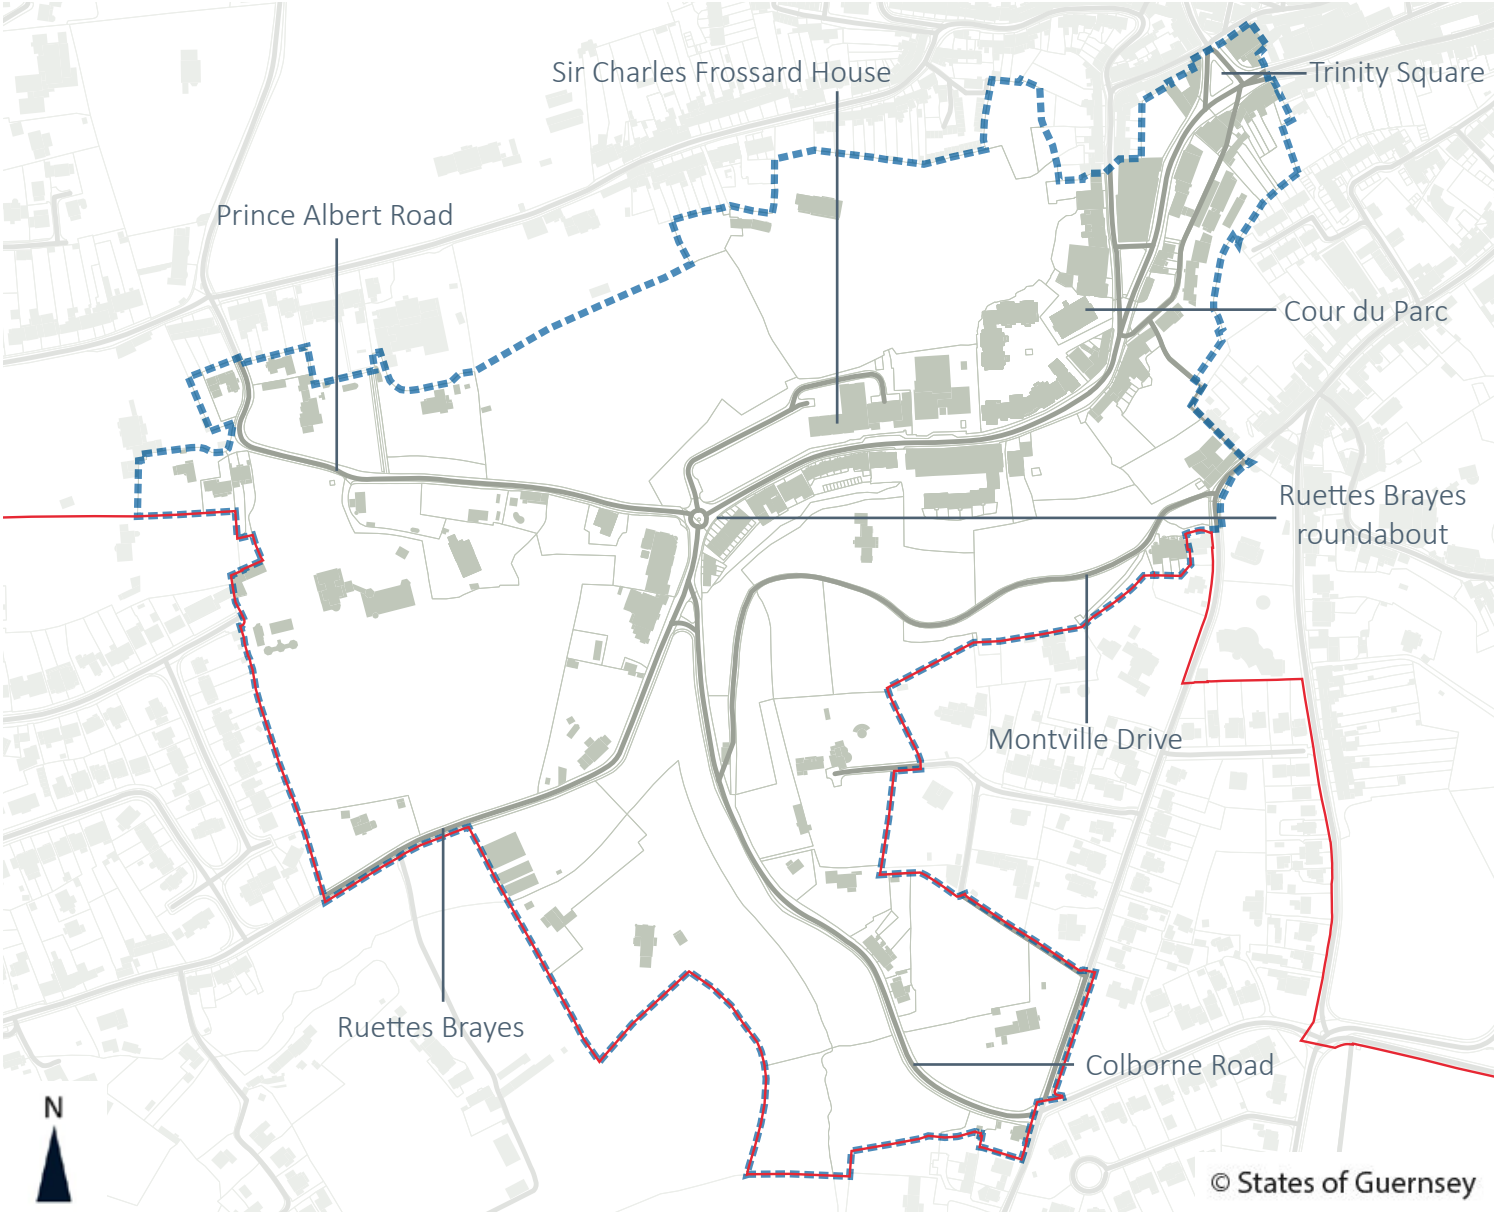 Sir Charles Frossard House
Trinity Square
Prince Albert Road
Cour du Parc
Ruettes Brayes
roundabout
Montville Drive
Ruettes Brayes
Colborne Road
N
© States of Guernsey